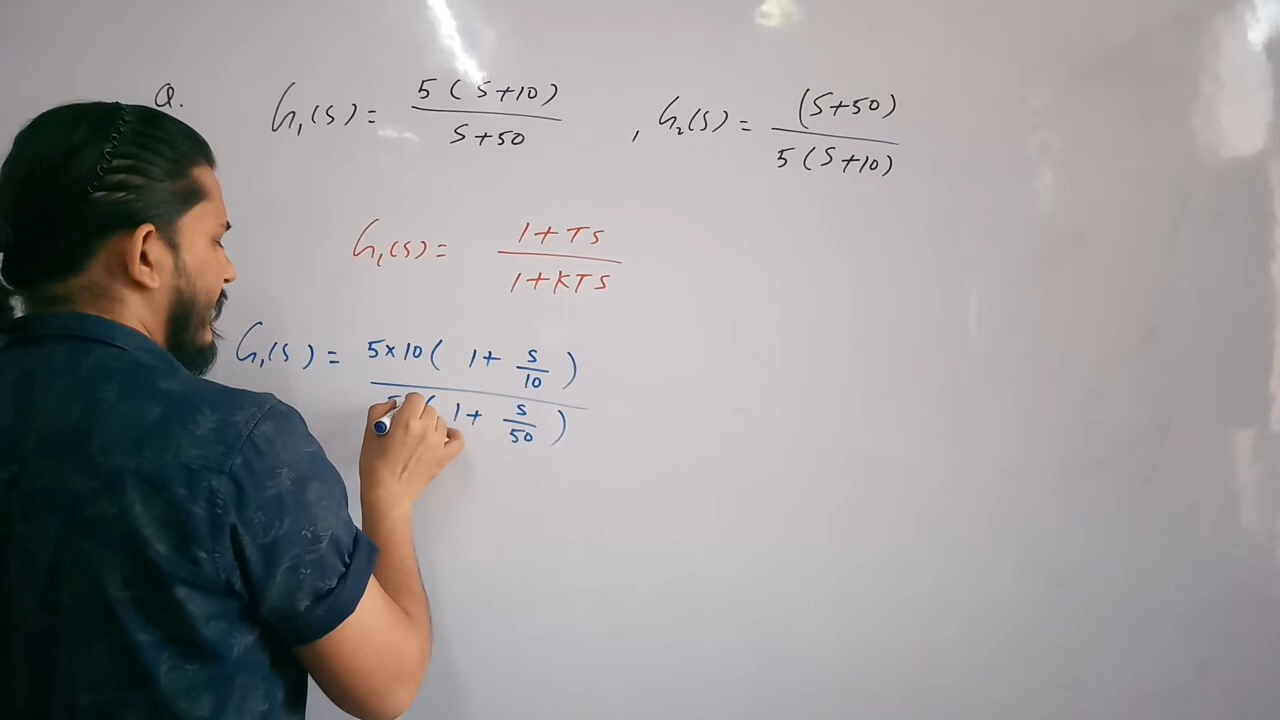 Q. G₁(s) = 5(s+10) / s+50 , G₂(s) = (s+50) / 5(s+10)
G₁(s) = 1+Ts / 1+KTs
G₁(s) = 5×10( 1+ s/10 ) / ( 1+ s/50 )